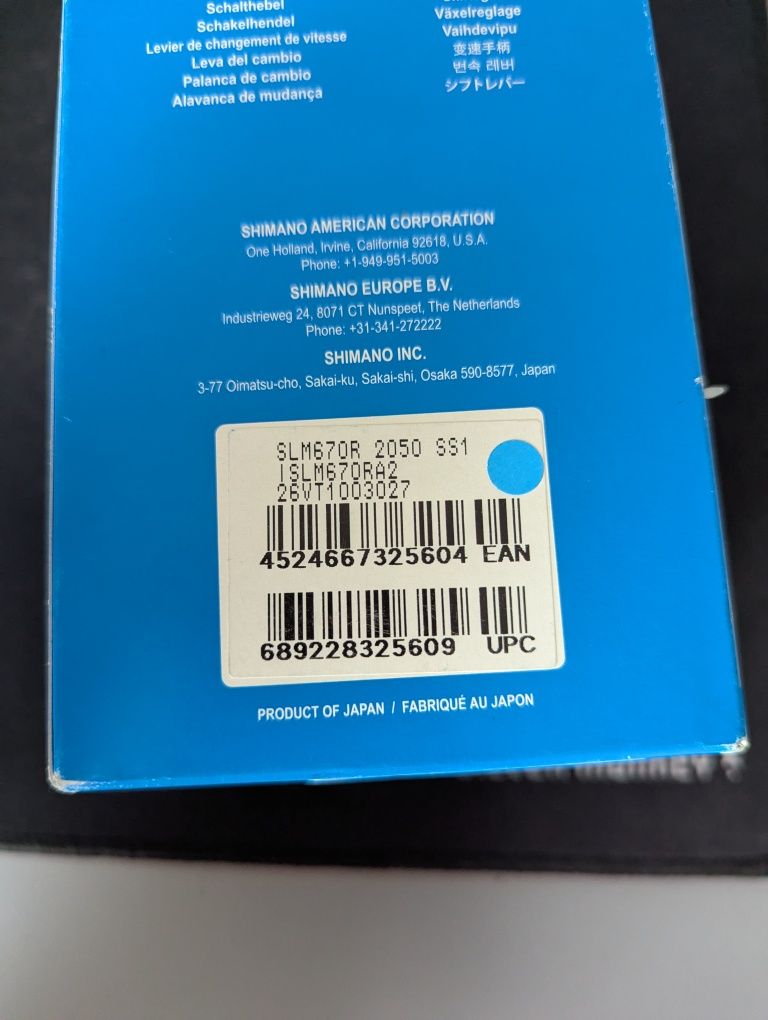 Schalthebel
Schakelhendel
Levier de changement de vitesse
Leva del cambio
Palanca de cambio
Alavanca de mudança
Växelreglage
Vaihdevipu
变速手柄
변속 레버
シフトレバー
SHIMANO AMERICAN CORPORATION
One Holland, Irvine, California 92618, U.S.A.
Phone: +1-949-951-5003
SHIMANO EUROPE B.V.
Industrieweg 24, 8071 CT Nunspeet, The Netherlands
Phone: +31-341-272222
SHIMANO INC.
3-77 Oimatsu-cho, Sakai-ku, Sakai-shi, Osaka 590-8577, Japan
SLM670R 2050 SS1
ISLM670RA2
26VT1003027
4524667325604 EAN
689228325609 UPC
PRODUCT OF JAPAN / FABRIQUÉ AU JAPON